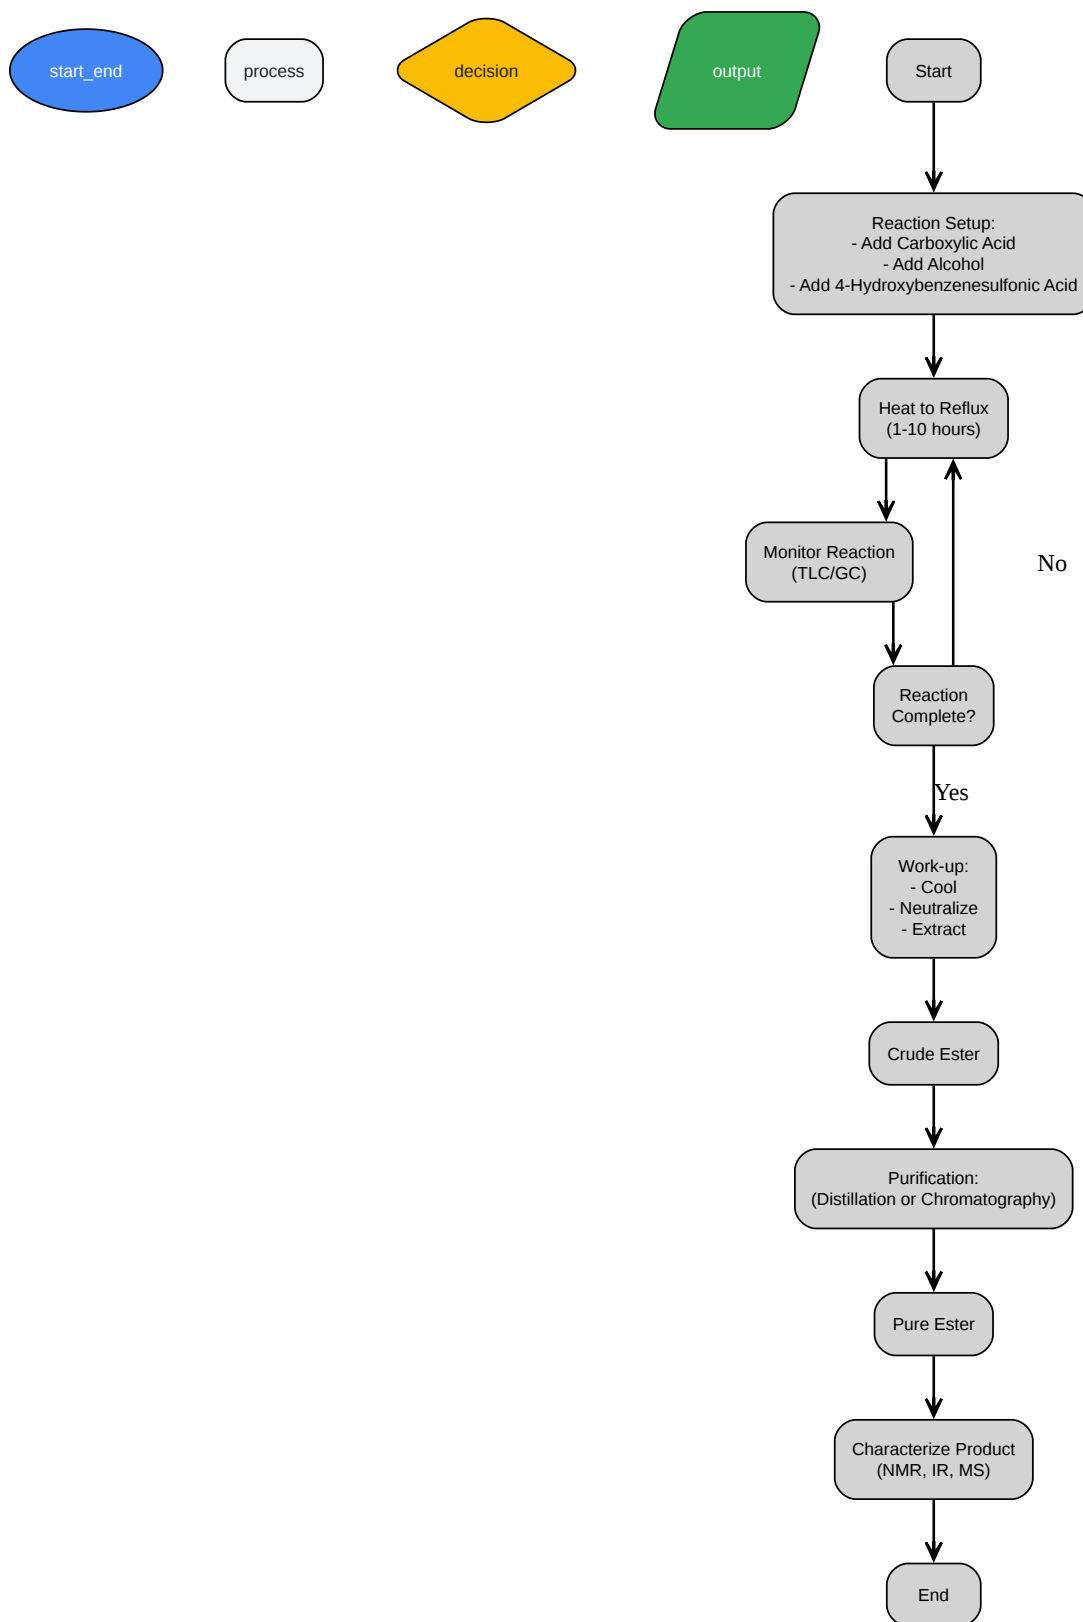 start_end
process
decision
output
Start
Reaction Setup:
- Add Carboxylic Acid
- Add Alcohol
- Add 4-Hydroxybenzenesulfonic Acid
Heat to Reflux
(1-10 hours)
Monitor Reaction
(TLC/GC)
No
Reaction
Complete?
Yes
Work-up:
- Cool
- Neutralize
- Extract
Crude Ester
Purification:
(Distillation or Chromatography)
Pure Ester
Characterize Product
(NMR, IR, MS)
End